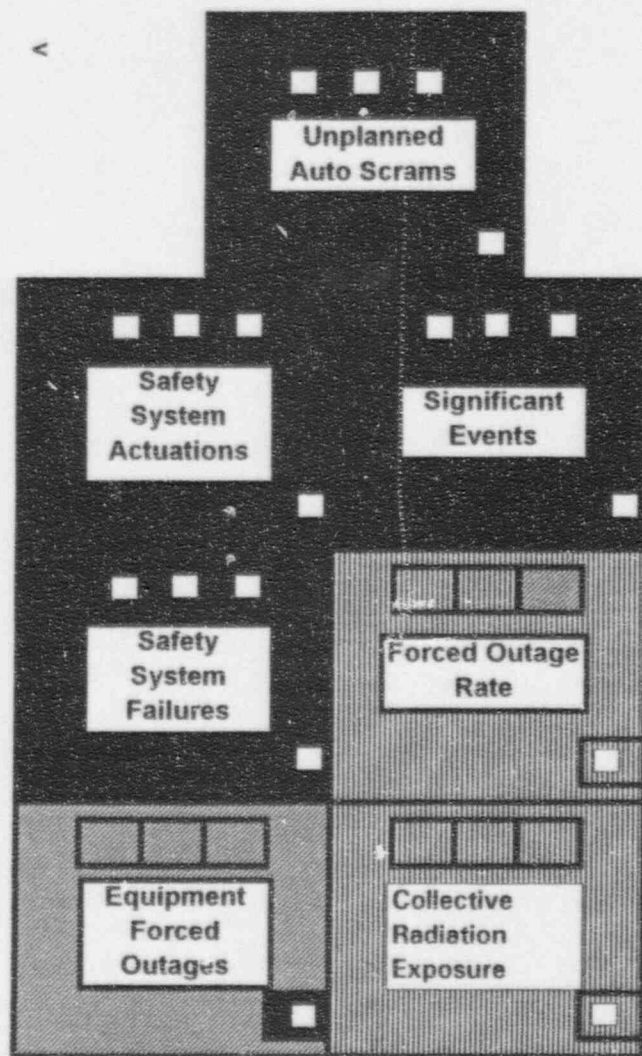 Unplanned
Auto Scrams
Safety
System
Actuations
Significant
Events
Safety
System
Failures
Forced Outage
Rate
Equipment
Forced
Outages
Collective
Radiation
Exposure